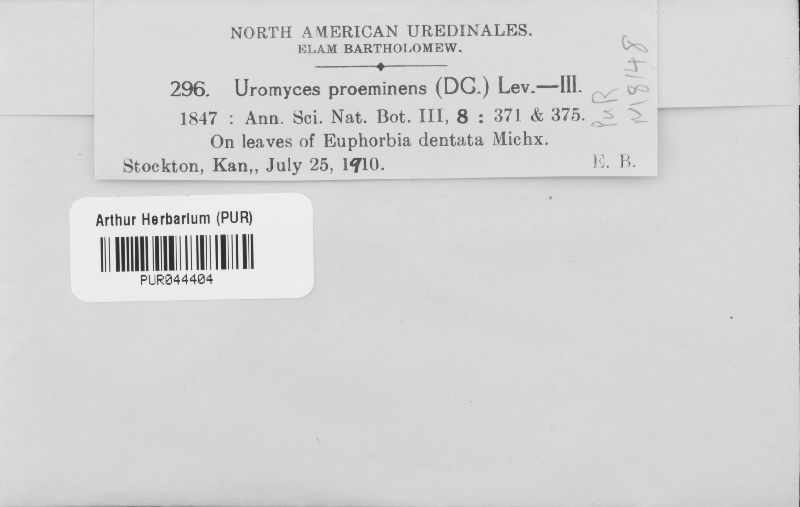 NORTH AMERICAN UREDINALES.
ELAM BARTHOLOMEW.
296. Uromyces proeminens (DC.) Lev.—III.
1847 : Ann. Sci. Nat. Bot. III, 8 : 371 & 375.
On leaves of Euphorbia dentata Michx.
Stockton, Kan,, July 25, 1910.
E. B.
PUR
N18148
Arthur Herbarium (PUR)
PUR044404